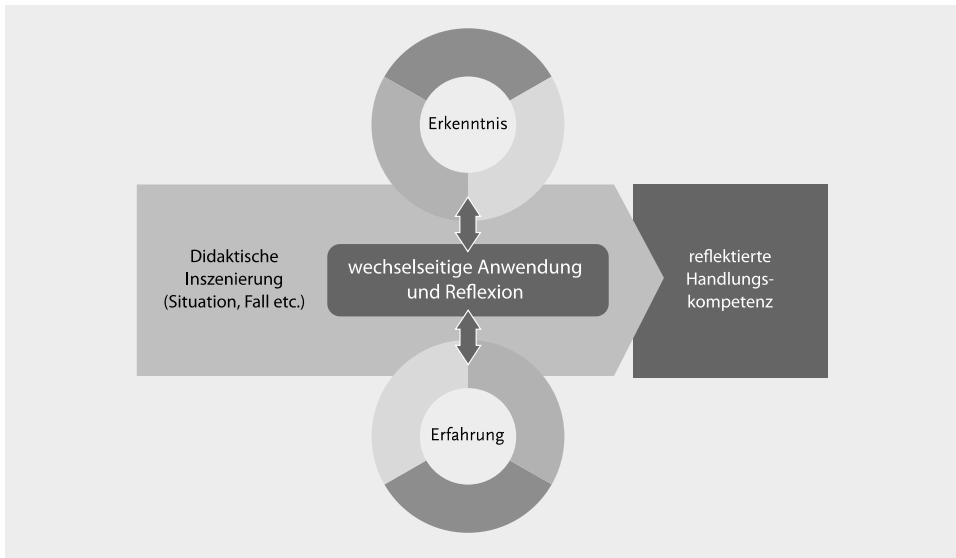 Erkenntnis
Didaktische
Inszenierung
(Situation, Fall etc.)
wechselseitige Anwendung
und Reflexion
reflektierte
Handlungs-
kompetenz
Erfahrung